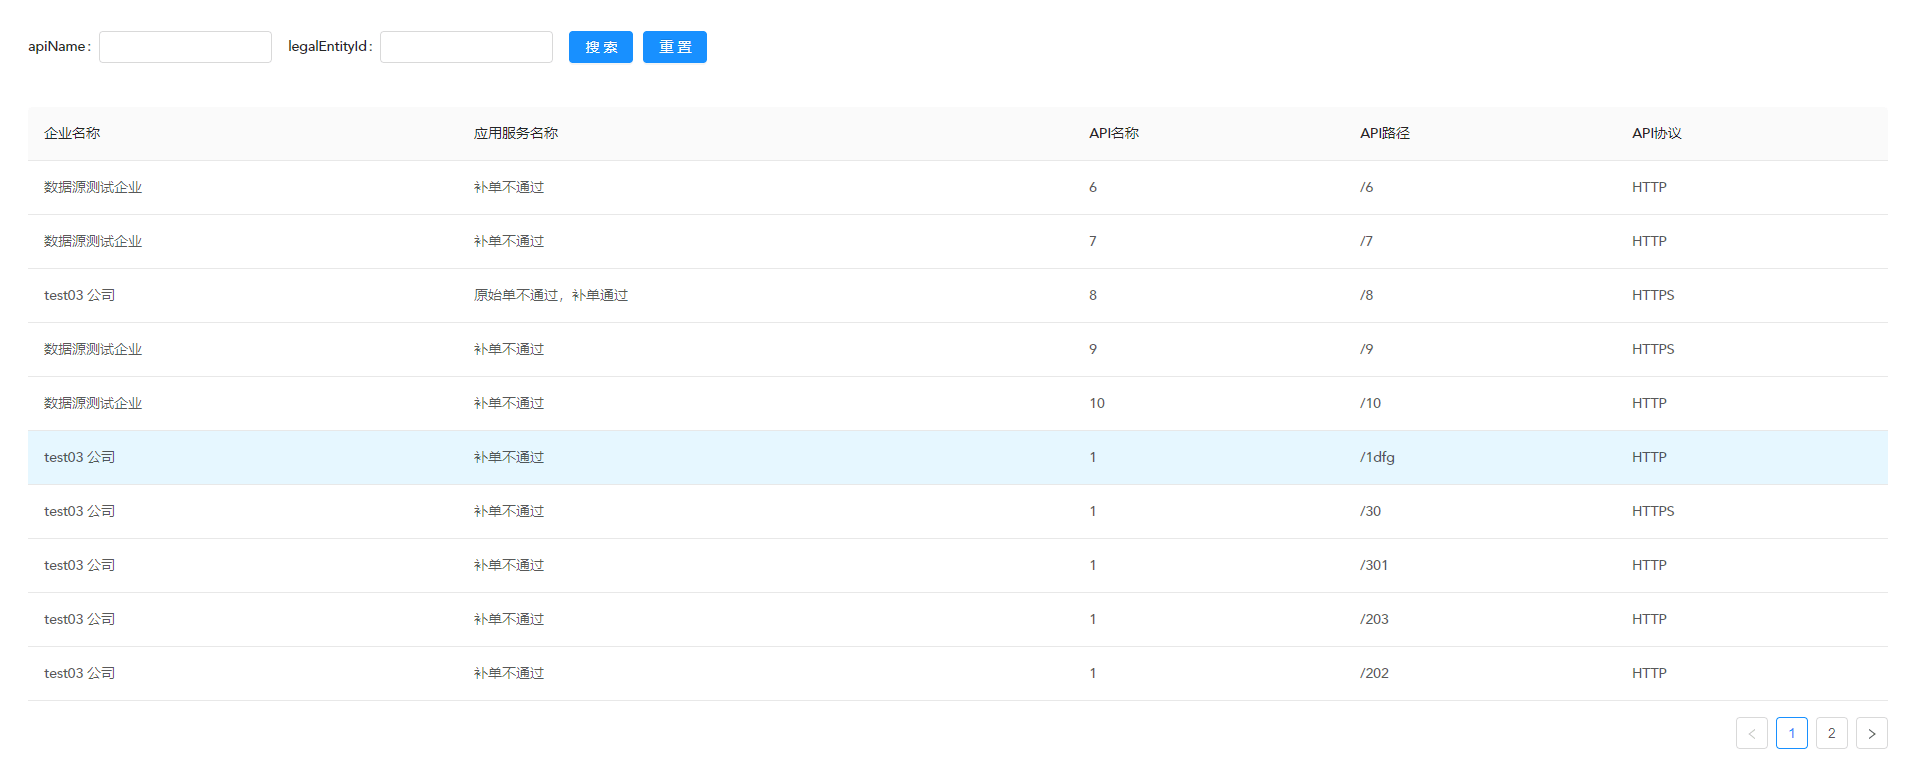 apiName: legalEntityId: 搜 索 重 置
企业名称 应用服务名称 API名称 API路径 API协议
数据源测试企业 补单不通过 6 /6 HTTP
数据源测试企业 补单不通过 7 /7 HTTP
test03 公司 原始单不通过，补单通过 8 /8 HTTPS
数据源测试企业 补单不通过 9 /9 HTTPS
数据源测试企业 补单不通过 10 /10 HTTP
test03 公司 补单不通过 1 /1dfg HTTP
test03 公司 补单不通过 1 /30 HTTPS
test03 公司 补单不通过 1 /301 HTTP
test03 公司 补单不通过 1 /203 HTTP
test03 公司 补单不通过 1 /202 HTTP
< 1 2 >